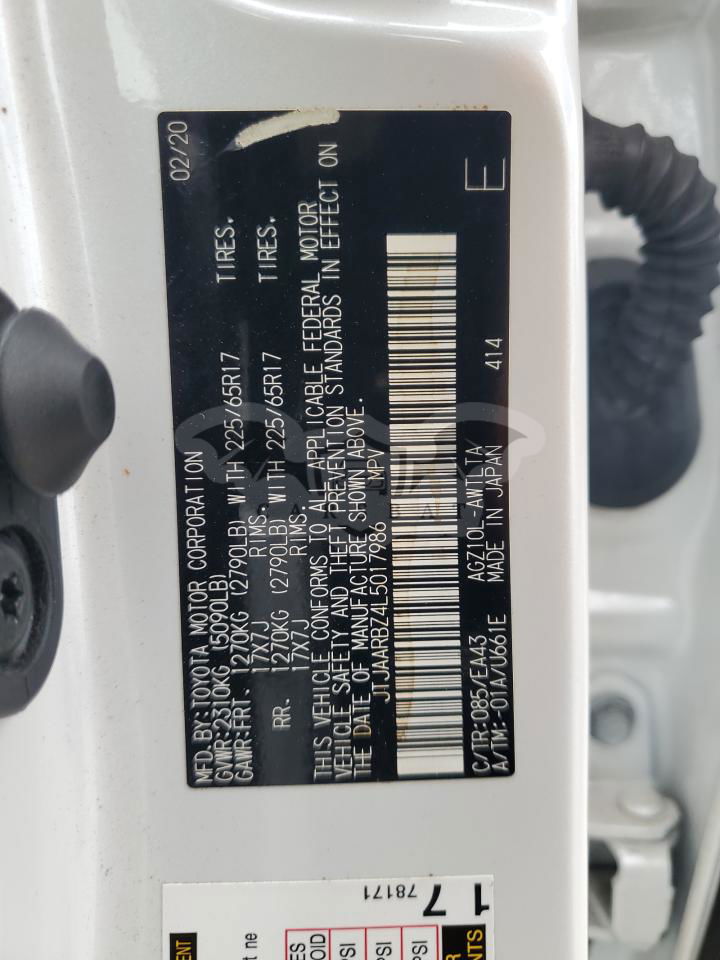 02/20
MFD.BY:TOYOTA MOTOR CORPORATION
GVWR:2310KG (5090LB)
GAWR:FRT. 1270KG (2790LB) WITH 225/65R17 TIRES.
17X7J RIMS.
RR. 1270KG (2790LB) WITH 225/65R17 TIRES.
17X7J RIMS.
THIS VEHICLE CONFORMS TO ALL APPLICABLE FEDERAL MOTOR
VEHICLE SAFETY AND THEFT PREVENTION STANDARDS IN EFFECT ON
THE DATE OF MANUFACTURE SHOWN ABOVE.
JTJAARBZ4L5017986 MPV
C/TR:085/EA43 AGZ10L-AWTLTA
A/TM:-01A/U661E MADE IN JAPAN 414
E
17
78171